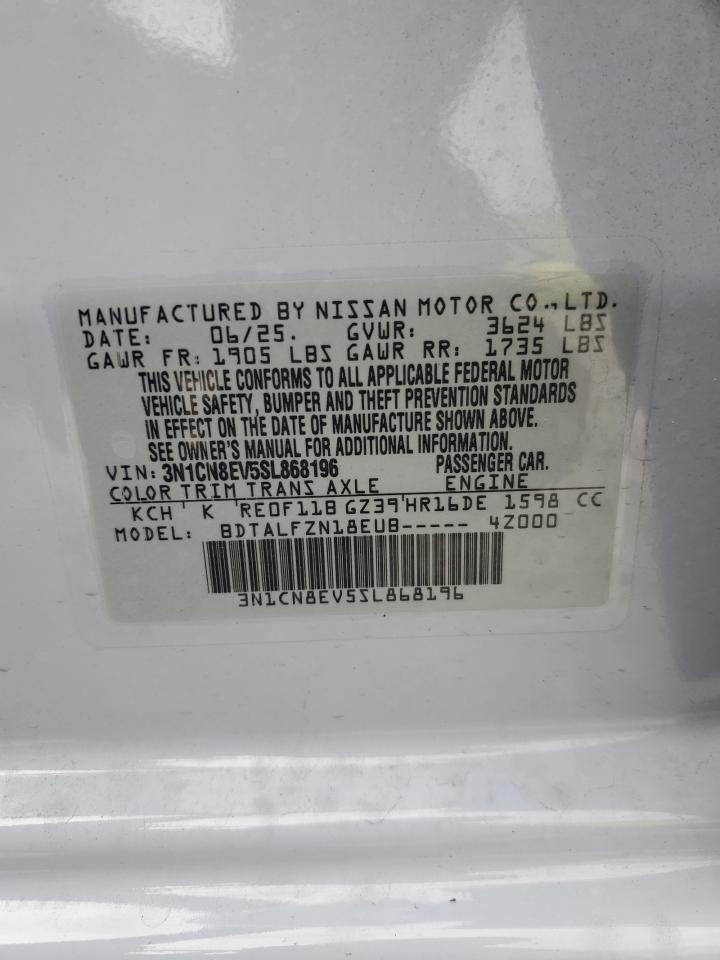 MANUFACTURED BY NISSAN MOTOR CO., LTD.
DATE: 06/25. GVWR: 3624 LBS
GAWR FR: 1905 LBS GAWR RR: 1735 LBS
THIS VEHICLE CONFORMS TO ALL APPLICABLE FEDERAL MOTOR
VEHICLE SAFETY, BUMPER AND THEFT PREVENTION STANDARDS
IN EFFECT ON THE DATE OF MANUFACTURE SHOWN ABOVE.
SEE OWNER'S MANUAL FOR ADDITIONAL INFORMATION.
VIN: 3N1CN8EV5SL868196 PASSENGER CAR.
COLOR TRIM TRANS AXLE ENGINE
KCH K RE0F11B GZ39 HR16DE 1598 CC
MODEL: BDTALFZN18EUB----- 4Z000
3N1CN8EV5SL868196